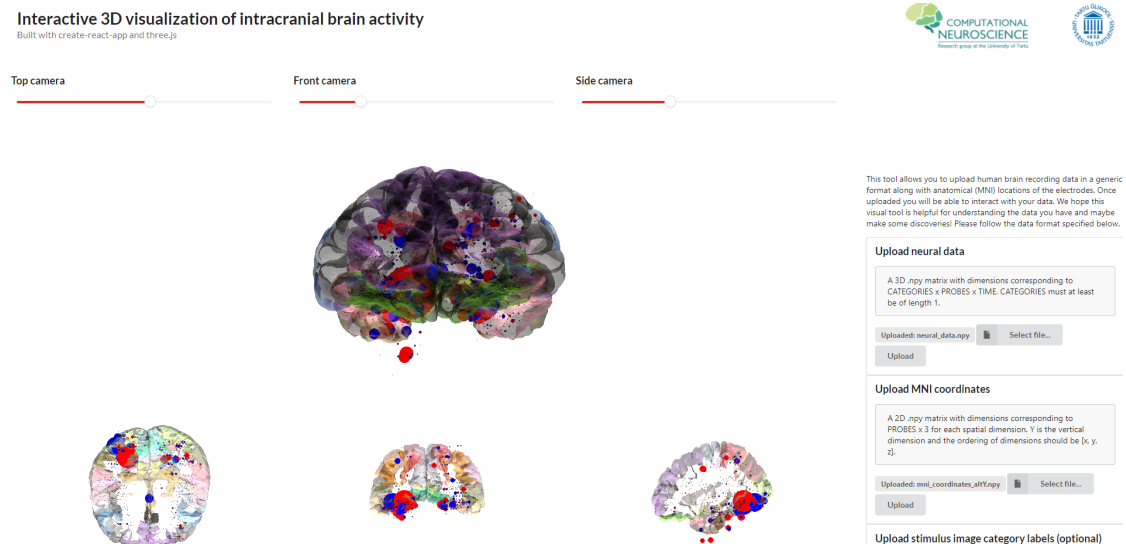 Interactive 3D visualization of intracranial brain activity
Built with create-react-app and three.js
COMPUTATIONAL
NEUROSCIENCE
Research group at the University of Tartu
Top camera
Front camera
Side camera
This tool allows you to upload human brain recording data in a generic
format along with anatomical (MNI) locations of the electrodes. Once
uploaded you will be able to interact with your data. We hope this
visual tool is helpful for understanding the data you have and maybe
make some discoveries! Please follow the data format specified below.
Upload neural data
A 3D .npy matrix with dimensions corresponding to
CATEGORIES x PROBES x TIME. CATEGORIES must at least
be of length 1.
Uploaded: neural_data.npy
Select file...
Upload
Upload MNI coordinates
A 2D .npy matrix with dimensions corresponding to
PROBES x 3 for each spatial dimension. Y is the vertical
dimension and the ordering of dimensions should be [x, y,
z].
Uploaded: mni_coordinates_altY.npy
Select file...
Upload
Upload stimulus image category labels (optional)